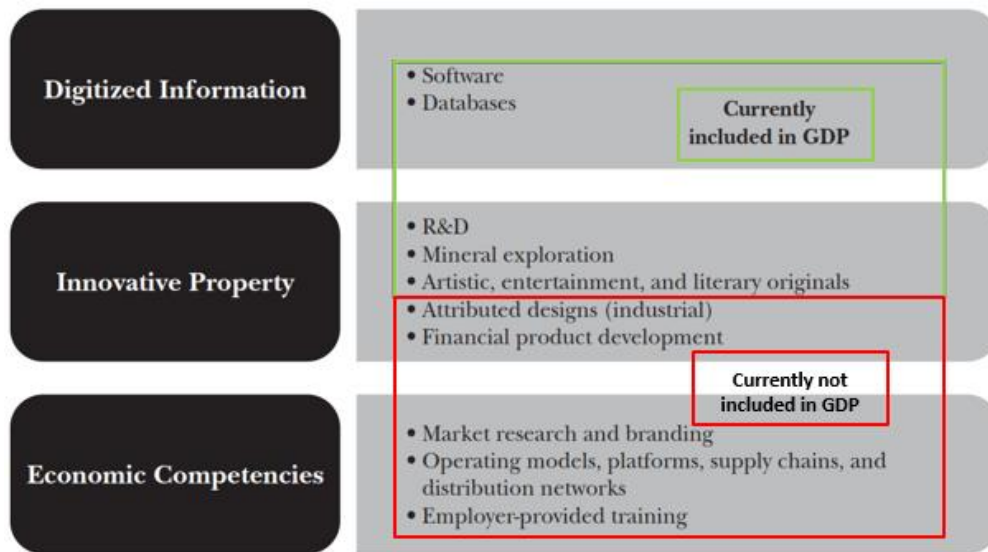 Digitized Information
• Software
• Databases
Currently
included in GDP
Innovative Property
• R&D
• Mineral exploration
• Artistic, entertainment, and literary originals
• Attributed designs (industrial)
• Financial product development
Currently not
included in GDP
Economic Competencies
• Market research and branding
• Operating models, platforms, supply chains, and
distribution networks
• Employer-provided training